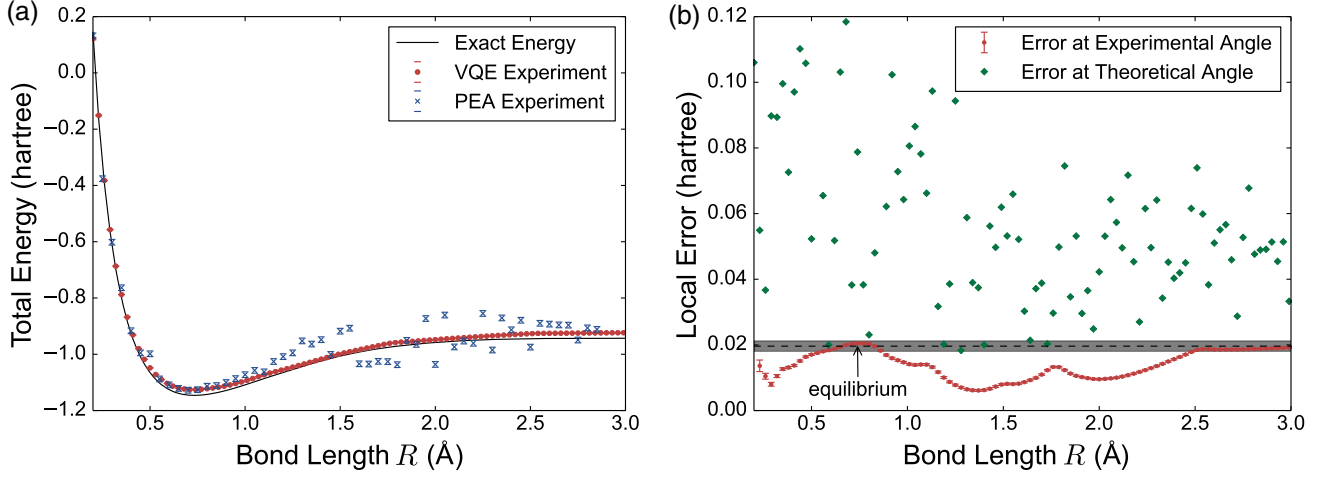 (a)
Total Energy (hartree)
0.2
0.0
−0.2
−0.4
−0.6
−0.8
−1.0
−1.2
Exact Energy
VQE Experiment
PEA Experiment
0.5
1.0
1.5
2.0
2.5
3.0
Bond Length R (Å)
(b)
Local Error (hartree)
0.12
0.10
0.08
0.06
0.04
0.02
0.00
Error at Experimental Angle
Error at Theoretical Angle
equilibrium
0.5
1.0
1.5
2.0
2.5
3.0
Bond Length R (Å)